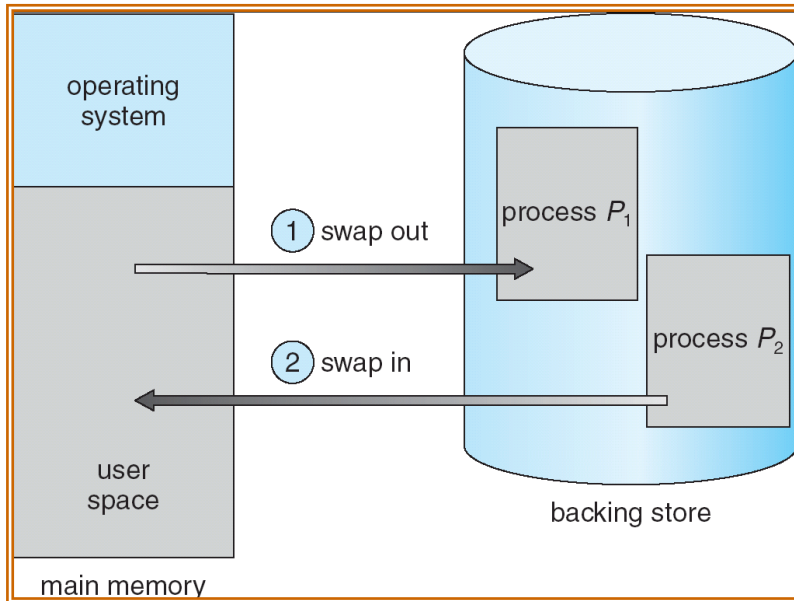 operating
system
process P₁
1 swap out
process P₂
2 swap in
user
space
backing store
main memory